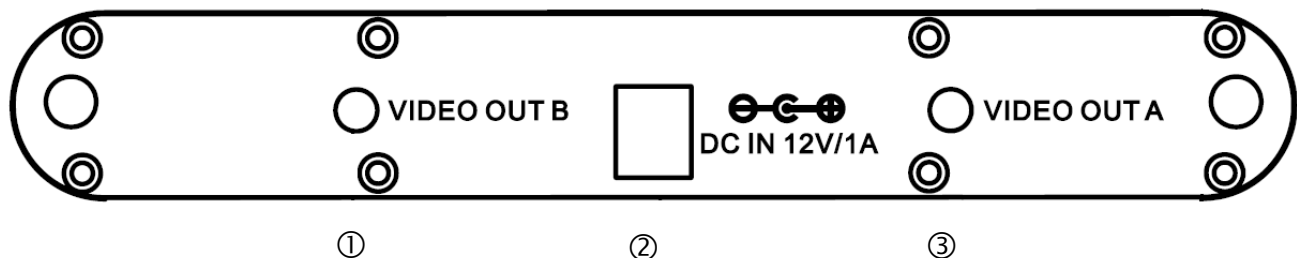 VIDEO OUT B
DC IN 12V/1A
VIDEO OUT A
① ② ③